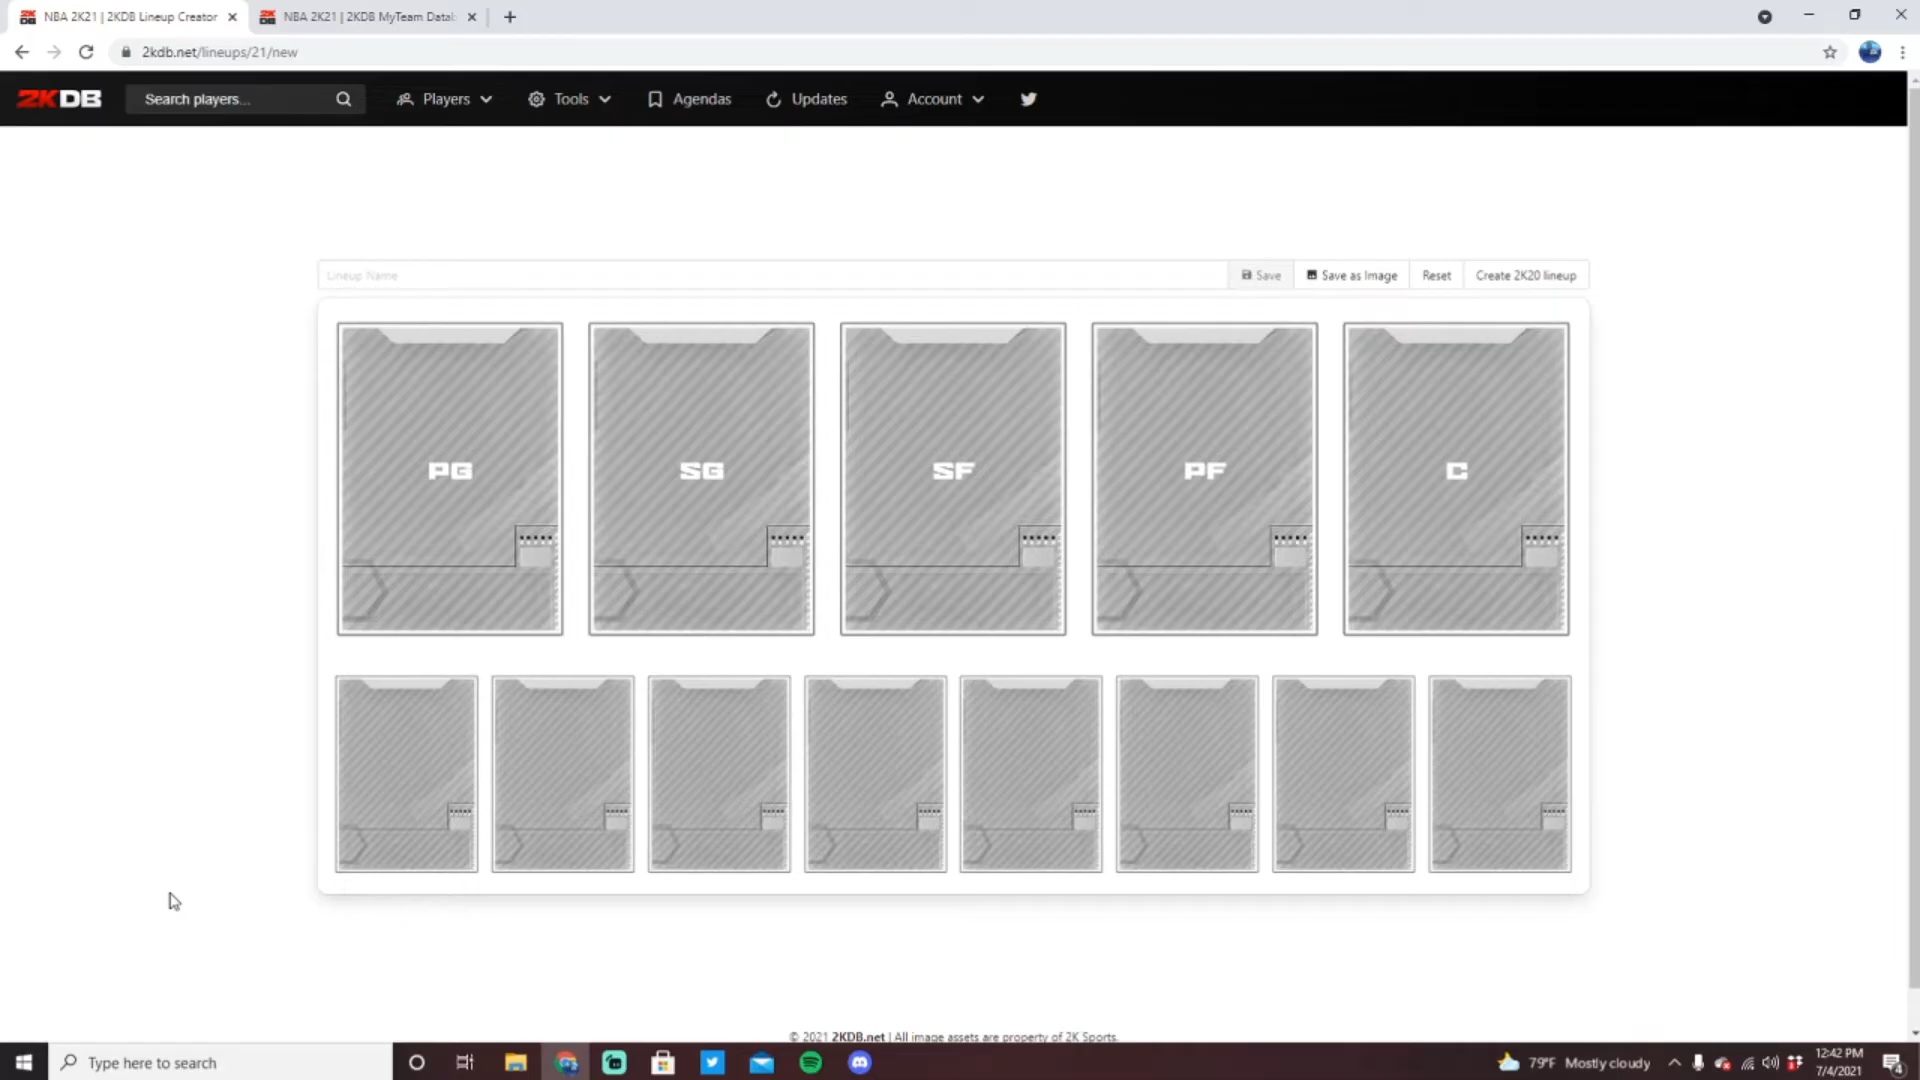 NBA 2K21 | 2KDB Lineup Creator
NBA 2K21 | 2KDB MyTeam Datab
2kdb.net/lineups/21/new
2KDB
Search players...
Players
Tools
Agendas
Updates
Account
Lineup Name
Save
Save as Image
Reset
Create 2K20 lineup
PG
SG
SF
PF
C
© 2021 2KDB.net | All image assets are property of 2K Sports.
Type here to search
79°F Mostly cloudy
12:42 PM
7/4/2021
4